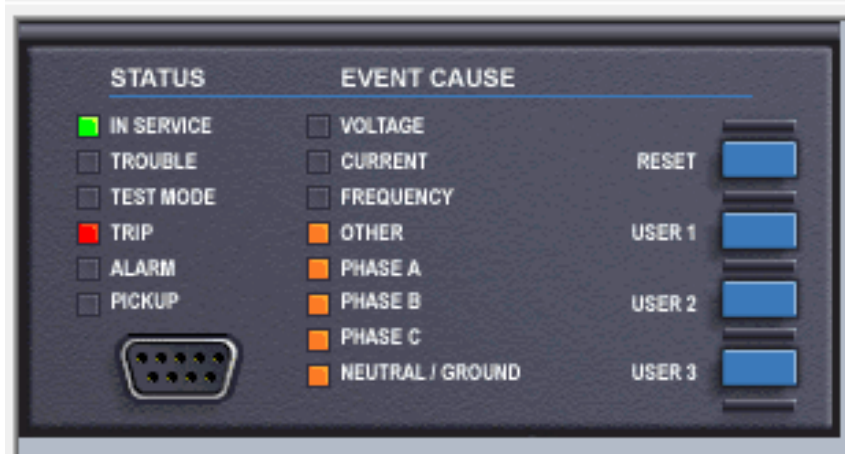 STATUS
EVENT CAUSE
IN SERVICE
VOLTAGE
TROUBLE
CURRENT
RESET
TEST MODE
FREQUENCY
TRIP
OTHER
USER 1
ALARM
PHASE A
PICKUP
PHASE B
USER 2
PHASE C
NEUTRAL / GROUND
USER 3